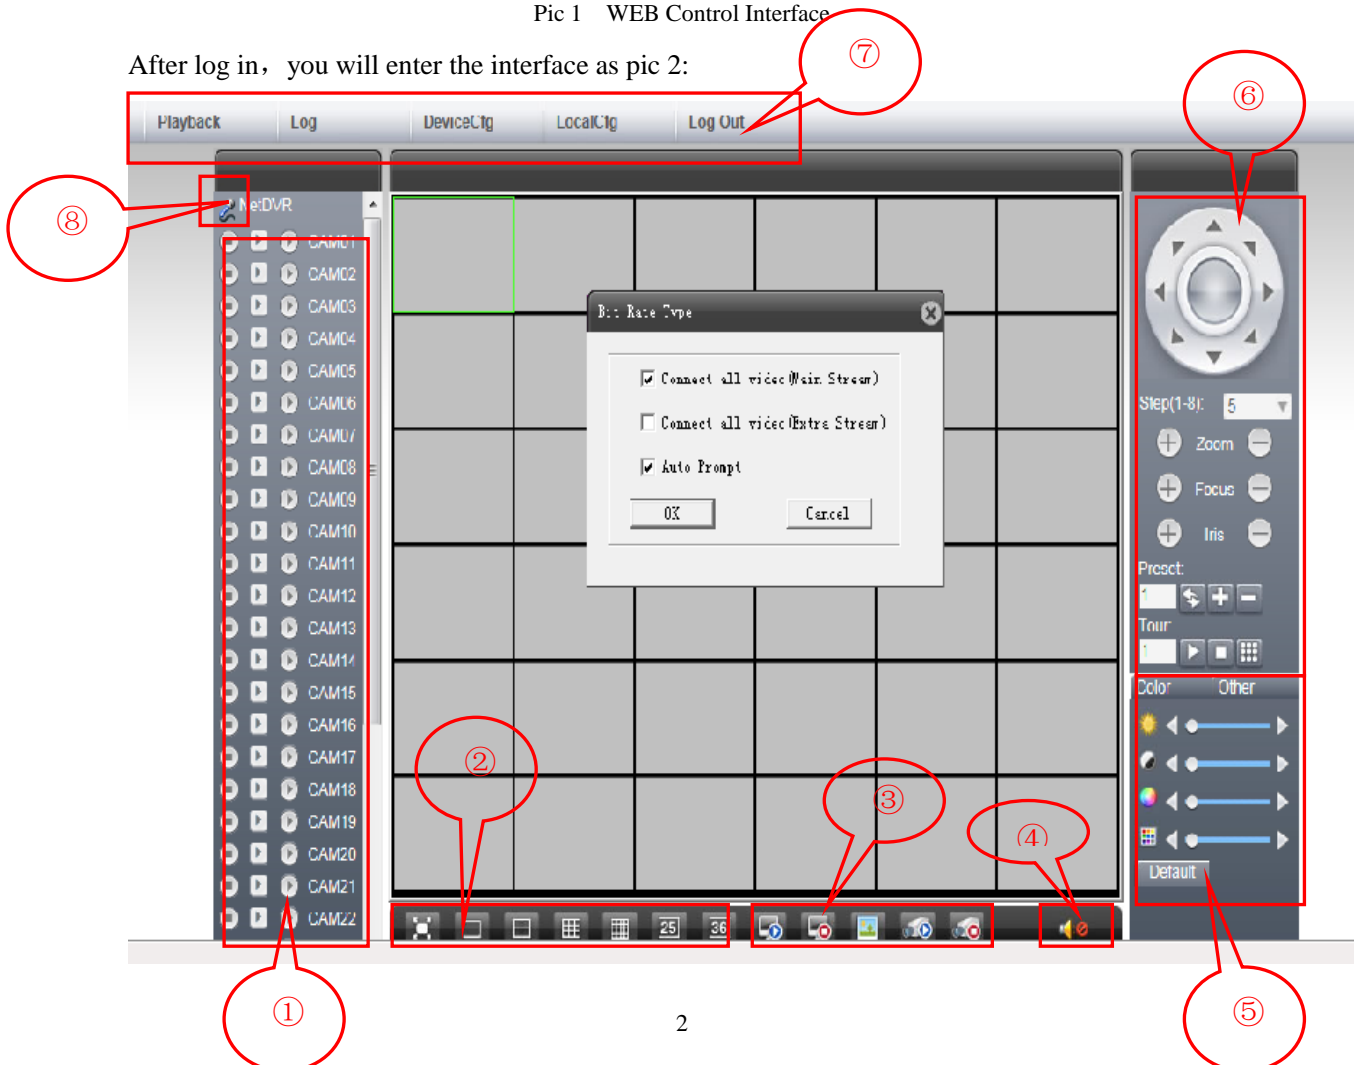 Pic 1 WEB Control Interface
After log in, you will enter the interface as pic 2:
⑦
⑥
Playback Log DeviceCfg LocalCfg Log Out
⑧
NetDVR
CAM01
CAM02
CAM03
CAM04
CAM05
CAM06
CAM07
CAM08
CAM09
CAM10
CAM11
CAM12
CAM13
CAM14
CAM15
CAM16
CAM17
CAM18
CAM19
CAM20
CAM21
CAM22
Bit Rate Type
Connect all video(Main Stream)
Connect all video(Extra Stream)
Auto Prompt
OK Cancel
Step(1-8): 5
Zoom
Focus
Iris
Preset:
1
Tour:
1
Color Other
Default
②
③
④
25 36
①
⑤
2